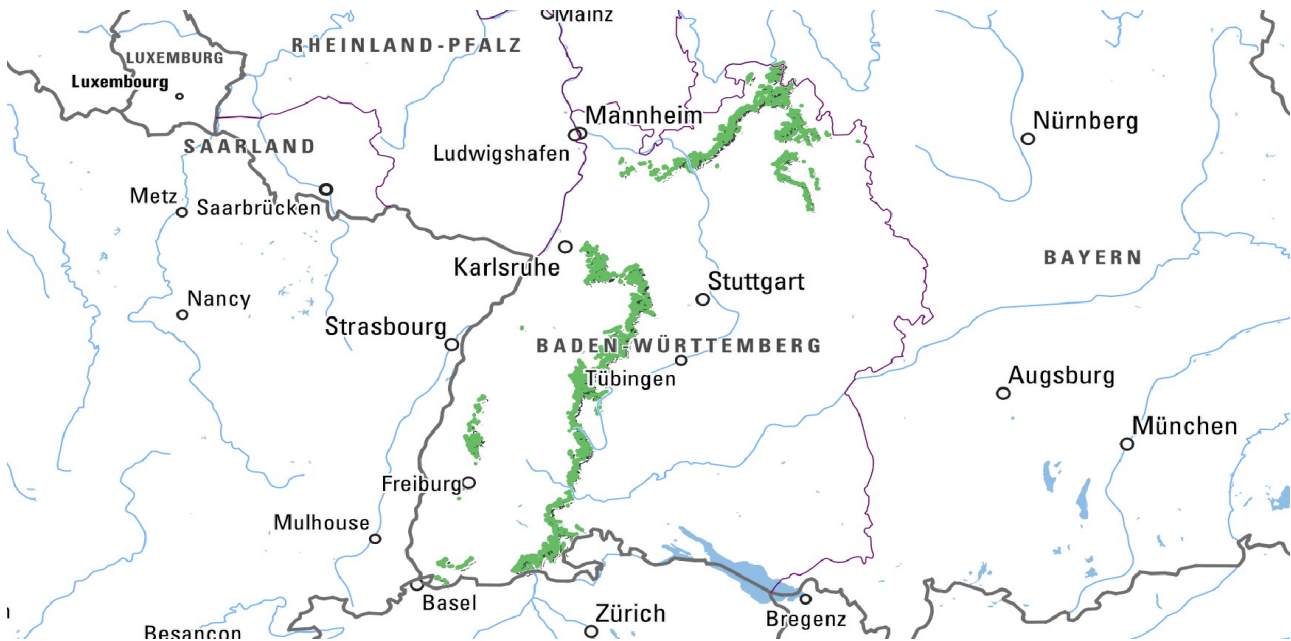 Mainz
RHEINLAND-PFALZ
LUXEMBURG
Luxembourg
Mannheim
Nürnberg
SAARLAND
Ludwigshafen
Metz
Saarbrücken
Karlsruhe
BAYERN
Stuttgart
Nancy
Strasbourg
BADEN-WÜRTTEMBERG
Tübingen
Augsburg
München
Freiburg
Mulhouse
Basel
Zürich
Bregenz
Besançon